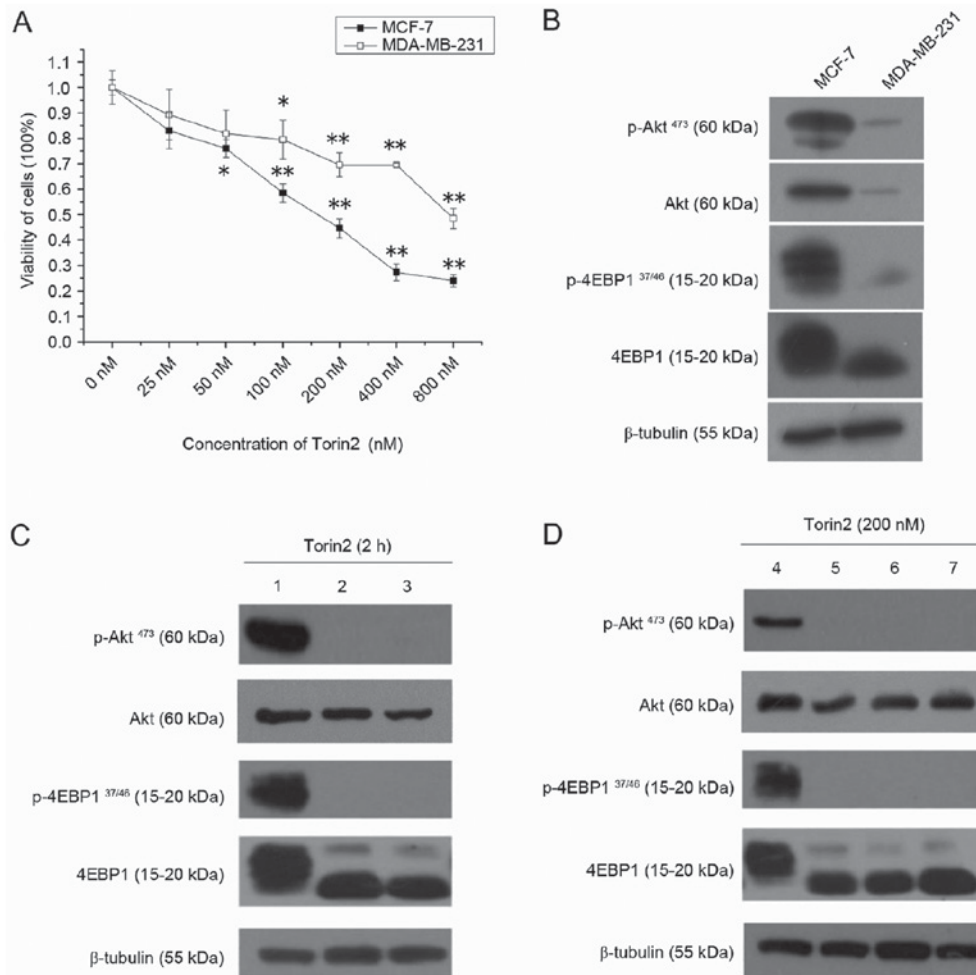 A
MCF-7
MDA-MB-231
1.1
1.0
0.9
0.8
0.7
0.6
0.5
0.4
0.3
0.2
0.1
0.0
Viability of cells (100%)
*
**
**
**
*
**
**
**
**
0 nM
25 nM
50 nM
100 nM
200 nM
400 nM
800 nM
Concentration of Torin2 (nM)
B
MCF-7
MDA-MB-231
p-Akt 473 (60 kDa)
Akt (60 kDa)
p-4EBP1 37/46 (15-20 kDa)
4EBP1 (15-20 kDa)
β-tubulin (55 kDa)
C
Torin2 (2 h)
1 2 3
p-Akt 473 (60 kDa)
Akt (60 kDa)
p-4EBP1 37/46 (15-20 kDa)
4EBP1 (15-20 kDa)
β-tubulin (55 kDa)
D
Torin2 (200 nM)
4 5 6 7
p-Akt 473 (60 kDa)
Akt (60 kDa)
p-4EBP1 37/46 (15-20 kDa)
4EBP1 (15-20 kDa)
β-tubulin (55 kDa)